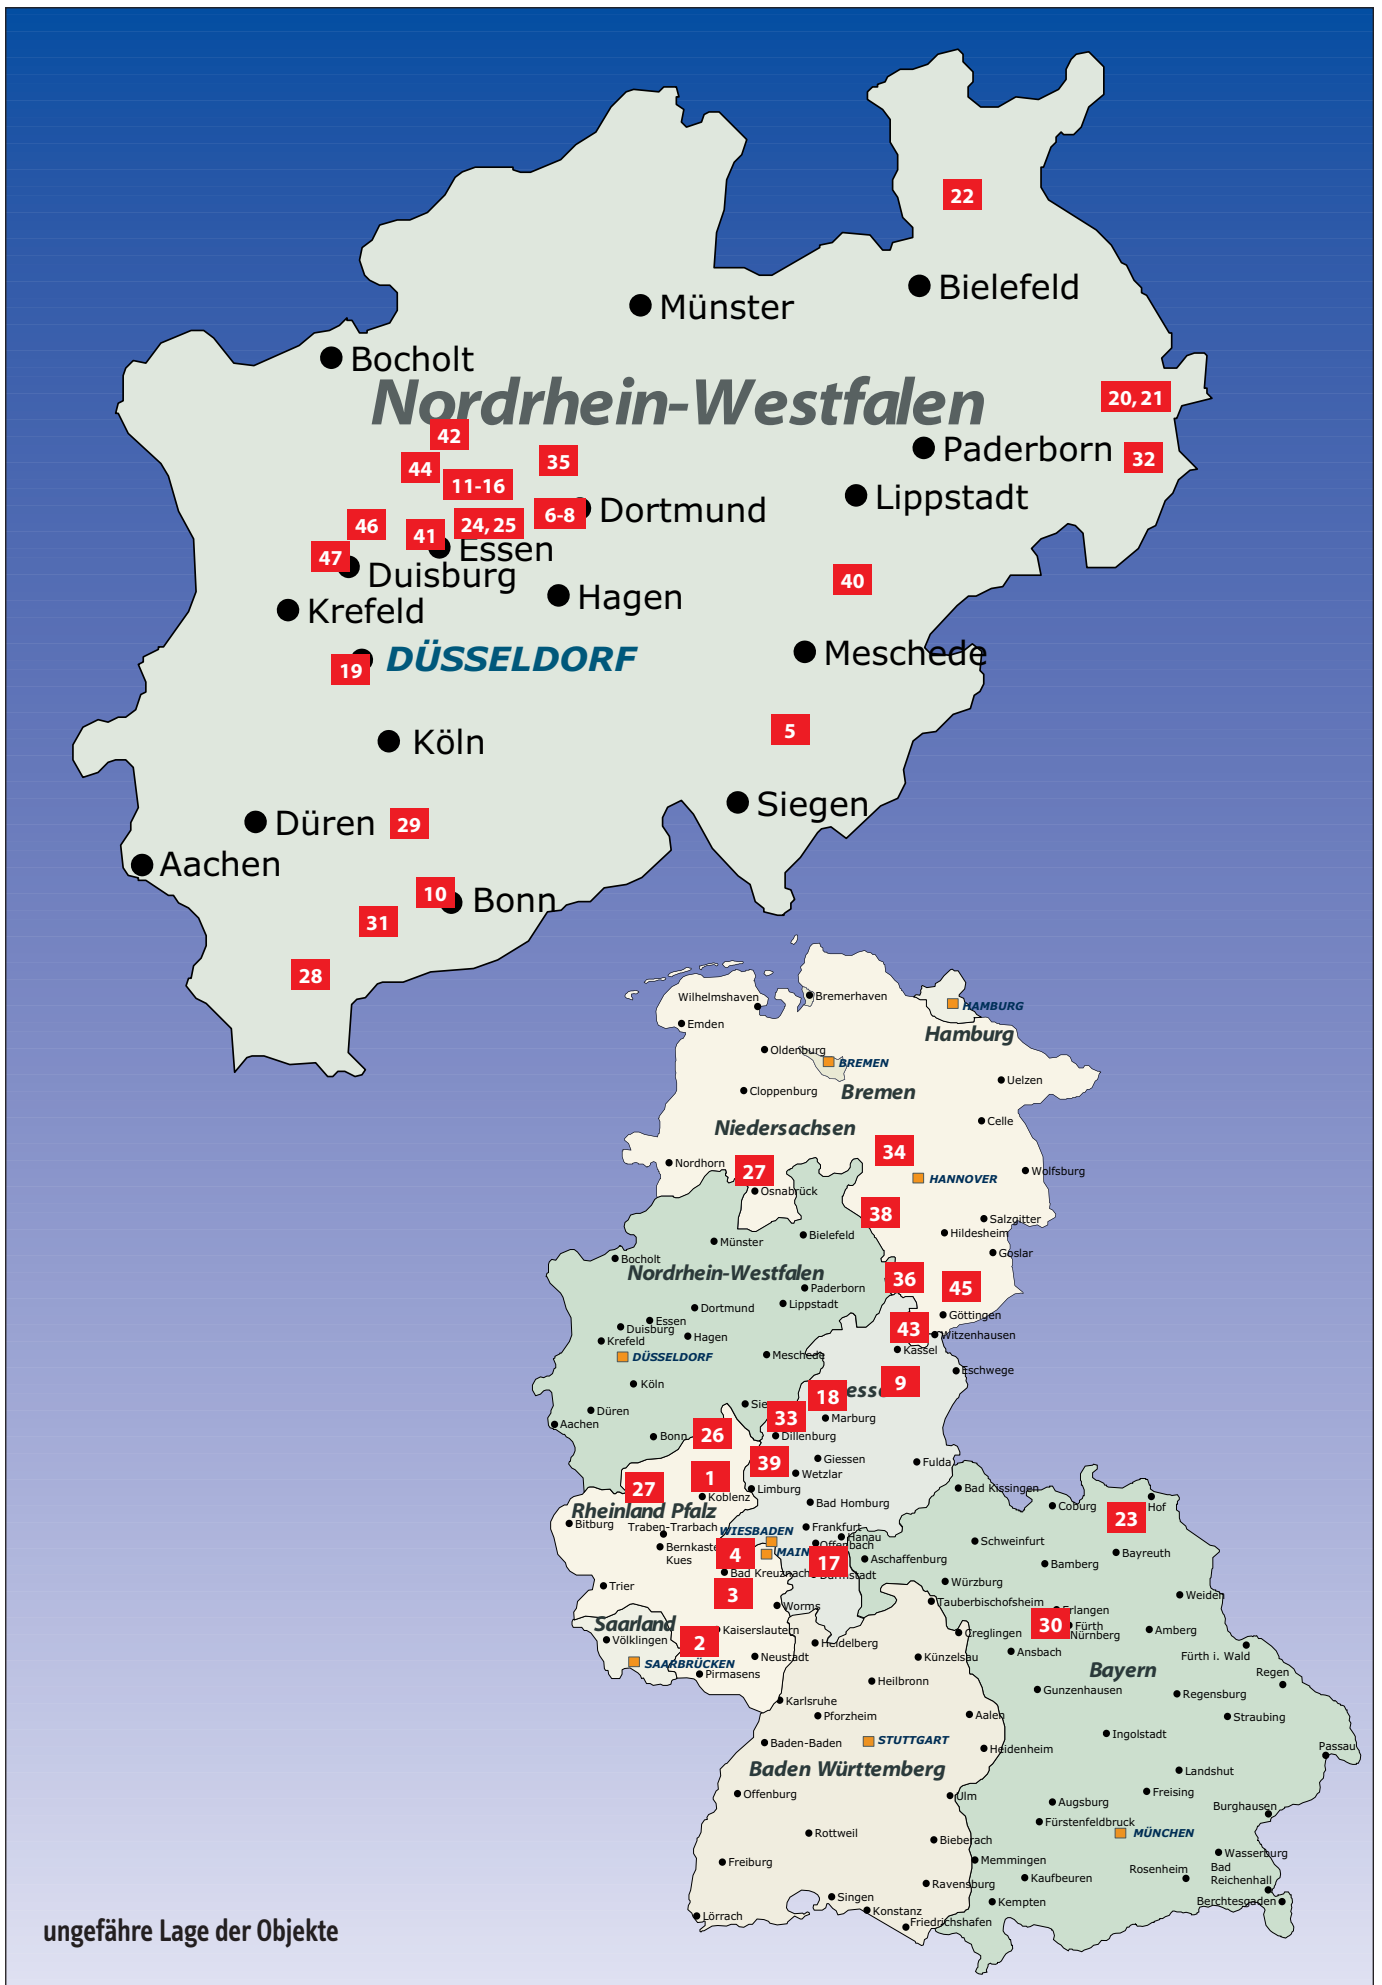 22
Bielefeld
Münster
Bocholt
Nordrhein-Westfalen
20, 21
42
Paderborn
32
35
44
11-16
Lippstadt
6-8
Dortmund
46
24, 25
41
Essen
47
Duisburg
40
Hagen
Krefeld
Meschede
DÜSSELDORF
19
5
Köln
Siegen
Düren
29
Aachen
10
Bonn
31
28
Wilhelmshaven
Bremerhaven
HAMBURG
Emden
Hamburg
Oldenburg
BREMEN
Uelzen
Cloppenburg
Bremen
Celle
Niedersachsen
34
Nordhorn
27
Wolfsburg
HANNOVER
Osnabrück
38
Salzgitter
Hildesheim
Bielefeld
Münster
Goslar
Bocholt
Nordrhein-Westfalen
36
45
Paderborn
Lippstadt
Dortmund
Göttingen
Essen
Duisburg
43
Hagen
Witzenhausen
Krefeld
Kassel
DÜSSELDORF
Meschede
Eschwege
Köln
9
18
esse
Sie
Düren
33
Marburg
Aachen
Bonn
26
Dillenburg
39
Giessen
Fulda
1
Wetzlar
27
Limburg
Bad Kissingen
Koblenz
Bad Homburg
Coburg
Hof
Rheinland Pfalz
23
Bitburg
Traben-Trarbach
WIESBADEN
Frankfurt
Hanau
Schweinfurt
Bernkaste
Kues
4
MAIN
Offenbach
17
Aschaffenburg
Bayreuth
Bamberg
Bad Kreuznach
Darmstadt
Trier
3
Würzburg
Weiden
Worms
Tauberbischofsheim
Erlangen
Saarland
Kaiserslautern
30
Fürth
Nürnberg
Creglingen
Amberg
Völklingen
2
Heidelberg
Ansbach
Fürth i. Wald
SAARBRÜCKEN
Neustadt
Künzelsau
Bayern
Pirmasens
Regen
Heilbronn
Gunzenhausen
Regensburg
Karlsruhe
Pforzheim
Aalen
Straubing
Baden-Baden
STUTTGART
Ingolstadt
Heidenheim
Passau
Baden Württemberg
Landshut
Offenburg
Ulm
Freising
Augsburg
Burghausen
Fürstenfeldbruck
Rottweil
MÜNCHEN
Bieberach
Wasserburg
Freiburg
Memmingen
Rosenheim
Bad
Reichenhall
Kaufbeuren
Ravensburg
Singen
Kempten
Berchtesgaden
Lörrach
Konstanz
Friedrichshafen
ungefähre Lage der Objekte